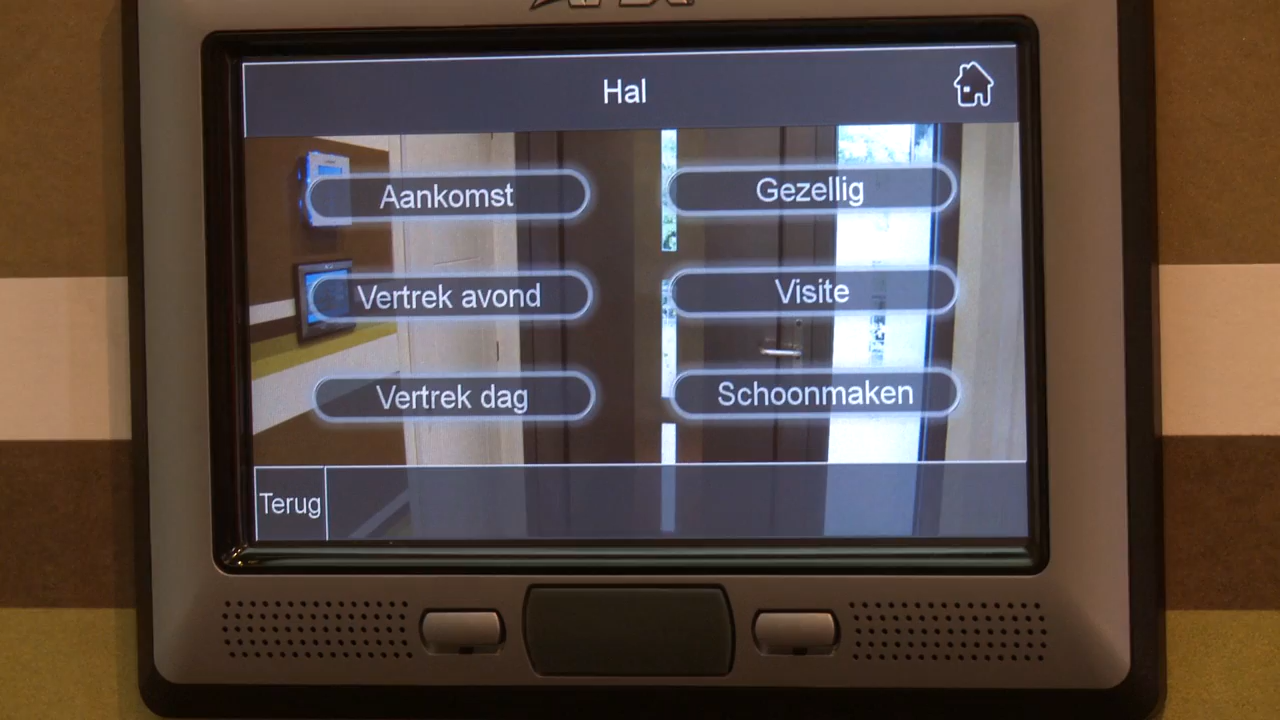 Hal
Aankomst
Gezellig
Vertrek avond
Visite
Vertrek dag
Schoonmaken
Terug